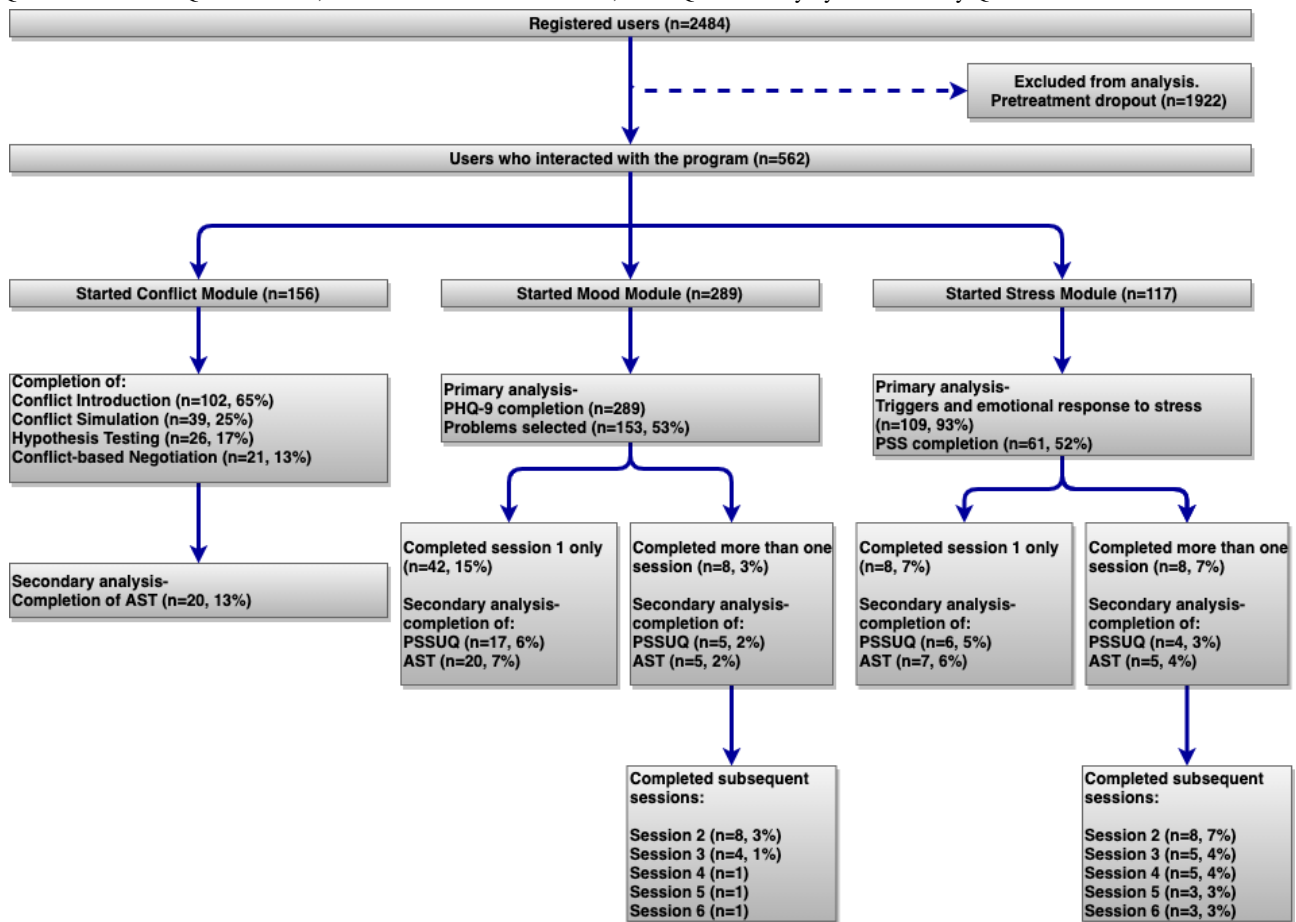 Registered users (n=2484)
Excluded from analysis.
Pretreatment dropout (n=1922)
Users who interacted with the program (n=562)
Started Conflict Module (n=156)
Started Mood Module (n=289)
Started Stress Module (n=117)
Completion of:
Conflict Introduction (n=102, 65%)
Conflict Simulation (n=39, 25%)
Hypothesis Testing (n=26, 17%)
Conflict-based Negotiation (n=21, 13%)
Primary analysis-
PHQ-9 completion (n=289)
Problems selected (n=153, 53%)
Primary analysis-
Triggers and emotional response to stress
(n=109, 93%)
PSS completion (n=61, 52%)
Secondary analysis-
Completion of AST (n=20, 13%)
Completed session 1 only
(n=42, 15%)
Secondary analysis-
completion of:
PSSUQ (n=17, 6%)
AST (n=20, 7%)
Completed more than one
session (n=8, 3%)
Secondary analysis-
completion of:
PSSUQ (n=5, 2%)
AST (n=5, 2%)
Completed session 1 only
(n=8, 7%)
Secondary analysis-
completion of:
PSSUQ (n=6, 5%)
AST (n=7, 6%)
Completed more than one
session (n=8, 7%)
Secondary analysis-
completion of:
PSSUQ (n=4, 3%)
AST (n=5, 4%)
Completed subsequent
sessions:
Session 2 (n=8, 3%)
Session 3 (n=4, 1%)
Session 4 (n=1)
Session 5 (n=1)
Session 6 (n=1)
Completed subsequent
sessions:
Session 2 (n=8, 7%)
Session 3 (n=5, 4%)
Session 4 (n=5, 4%)
Session 5 (n=3, 3%)
Session 6 (n=3, 3%)